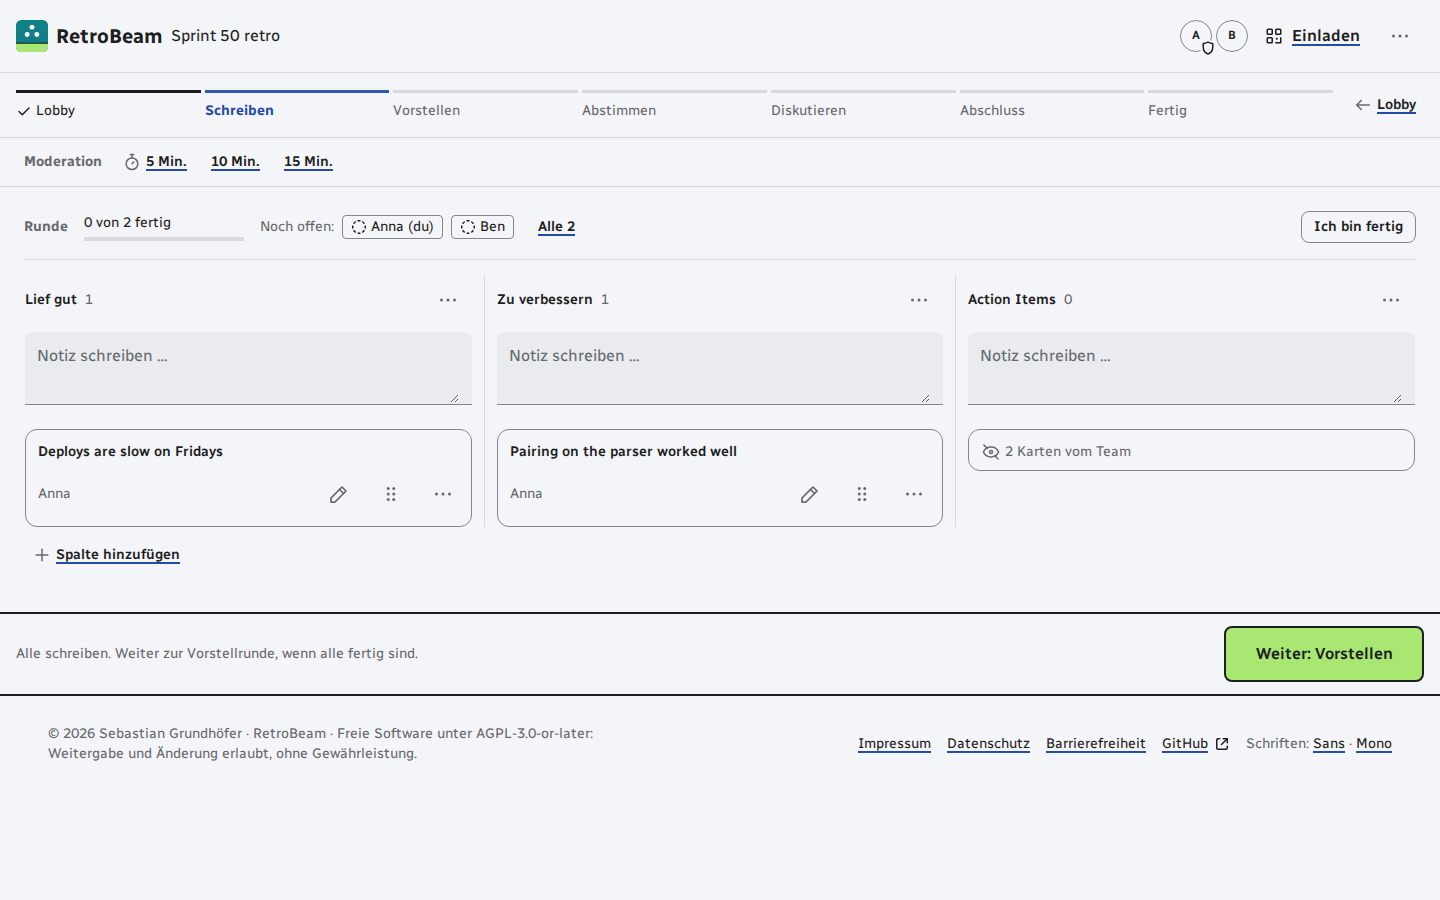 RetroBeam Sprint 50 retro
A B Einladen
Lobby
Schreiben
Vorstellen
Abstimmen
Diskutieren
Abschluss
Fertig
Lobby
Moderation 5 Min. 10 Min. 15 Min.
Runde 0 von 2 fertig Noch offen: Anna (du) Ben Alle 2 Ich bin fertig
Lief gut 1
Notiz schreiben ...
Deploys are slow on Fridays
Anna
Zu verbessern 1
Notiz schreiben ...
Pairing on the parser worked well
Anna
Action Items 0
Notiz schreiben ...
2 Karten vom Team
Spalte hinzufügen
Alle schreiben. Weiter zur Vorstellrunde, wenn alle fertig sind.
Weiter: Vorstellen
© 2026 Sebastian Grundhöfer · RetroBeam · Freie Software unter AGPL-3.0-or-later:
Weitergabe und Änderung erlaubt, ohne Gewährleistung.
Impressum Datenschutz Barrierefreiheit GitHub Schriften: Sans · Mono